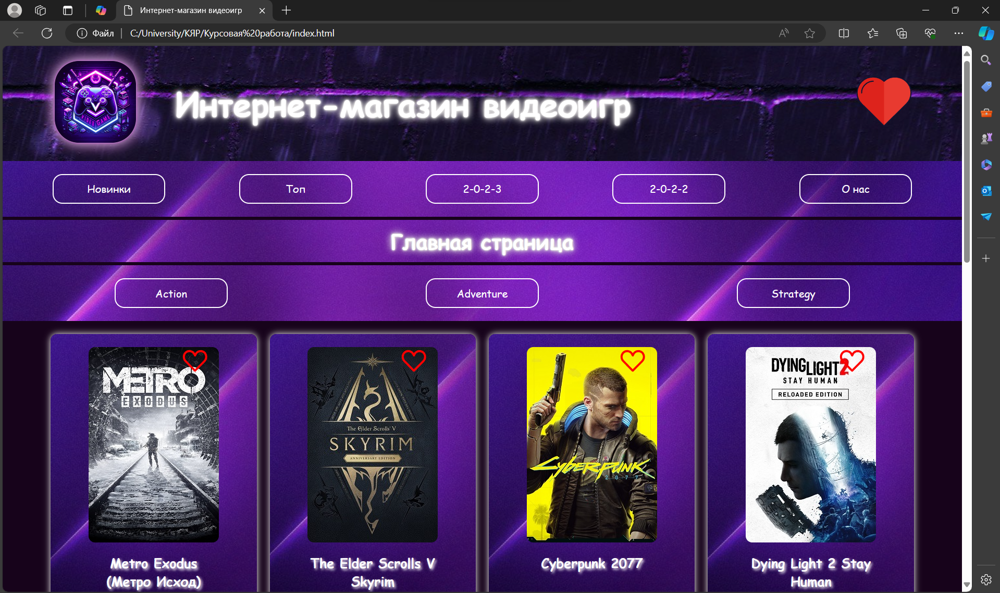 Интернет-магазин видеоигр
Файл
C:/University/КЯР/Курсовая%20работа/index.html
VIDEO GAME
Интернет-магазин видеоигр
Новинки
Топ
2-0-2-3
2-0-2-2
О нас
Главная страница
Action
Adventure
Strategy
METRO
EXODUS
The Elder Scrolls V
SKYRIM
ANNIVERSARY EDITION
Cyberpunk
2077
DYING LIGHT 2
STAY HUMAN
RELOADED EDITION
Metro Exodus
(Метро Исход)
The Elder Scrolls V
Skyrim
Cyberpunk 2077
Dying Light 2 Stay
Human